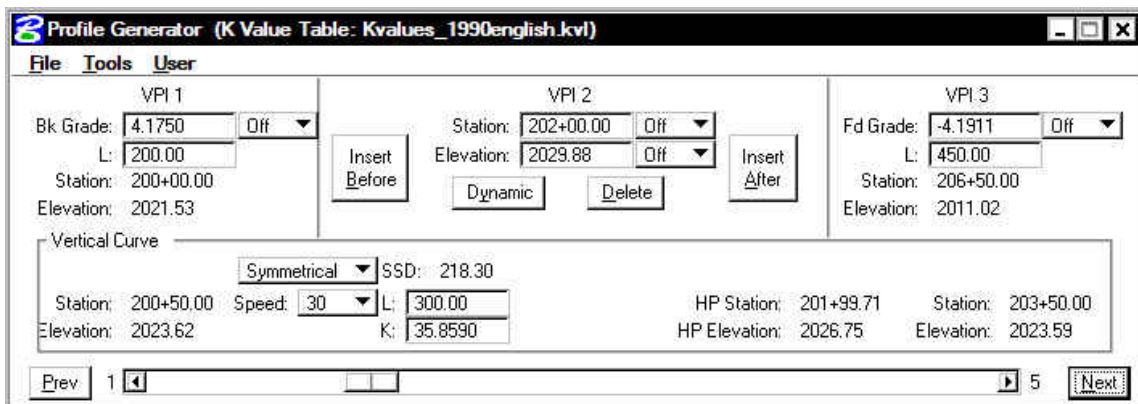 Profile Generator (K Value Table: Kvalues_1990english.kvl)
File Tools User
VPI 1 VPI 2 VPI 3
Bk Grade: 4.1750 Off Station: 202+00.00 Off Fd Grade: -4.1911 Off
L: 200.00 Insert Before Elevation: 2029.88 Off Insert After L: 450.00
Station: 200+00.00 Dynamic Delete Station: 206+50.00
Elevation: 2021.53 Elevation: 2011.02
Vertical Curve
Symmetrical SSD: 218.30
Station: 200+50.00 Speed: 30 L: 300.00 HP Station: 201+99.71 Station: 203+50.00
Elevation: 2023.62 K: 35.8590 HP Elevation: 2026.75 Elevation: 2023.59
Prev 1 5 Next